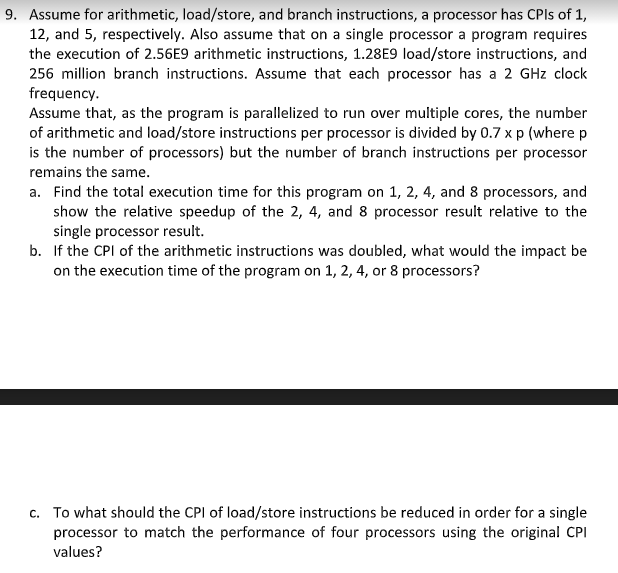 9. Assume for arithmetic, load/store, and branch instructions, a processor has CPIs of 1,
12, and 5, respectively. Also assume that on a single processor a program requires
the execution of 2.56E9 arithmetic instructions, 1.28E9 load/store instructions, and
256 million branch instructions. Assume that each processor has a 2 GHz clock
frequency.
Assume that, as the program is parallelized to run over multiple cores, the number
of arithmetic and load/store instructions per processor is divided by 0.7 x p (where p
is the number of processors) but the number of branch instructions per processor
remains the same.
a. Find the total execution time for this program on 1, 2, 4, and 8 processors, and
show the relative speedup of the 2, 4, and 8 processor result relative to the
single processor result.
b. If the CPI of the arithmetic instructions was doubled, what would the impact be
on the execution time of the program on 1, 2, 4, or 8 processors?
c. To what should the CPI of load/store instructions be reduced in order for a single
processor to match the performance of four processors using the original CPI
values?